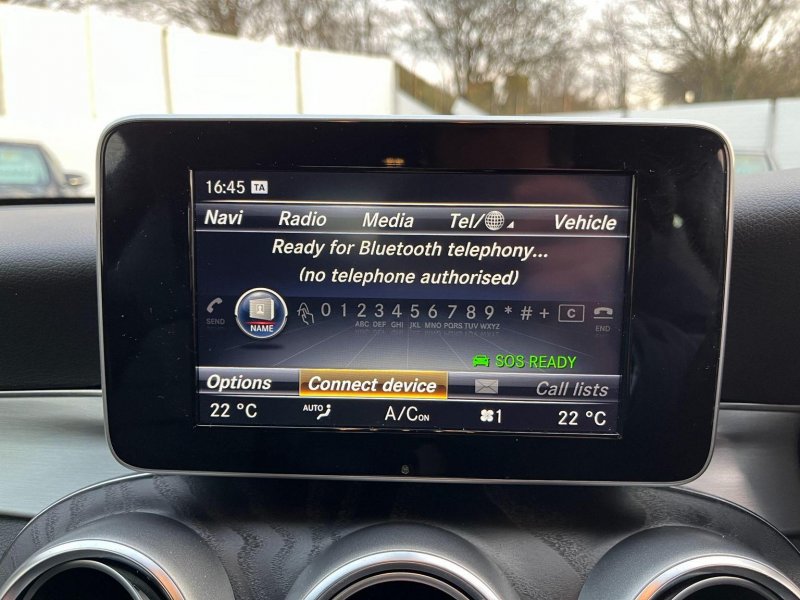 16:45 TA
Navi Radio Media Tel/ Vehicle
Ready for Bluetooth telephony...
(no telephone authorised)
0 1 2 3 4 5 6 7 8 9 * # + C
SEND NAME ABC DEF GHI JKL MNO PQRS TUV WXYZ END
SOS READY
Options Connect device Call lists
22 °C AUTO A/C ON 1 22 °C